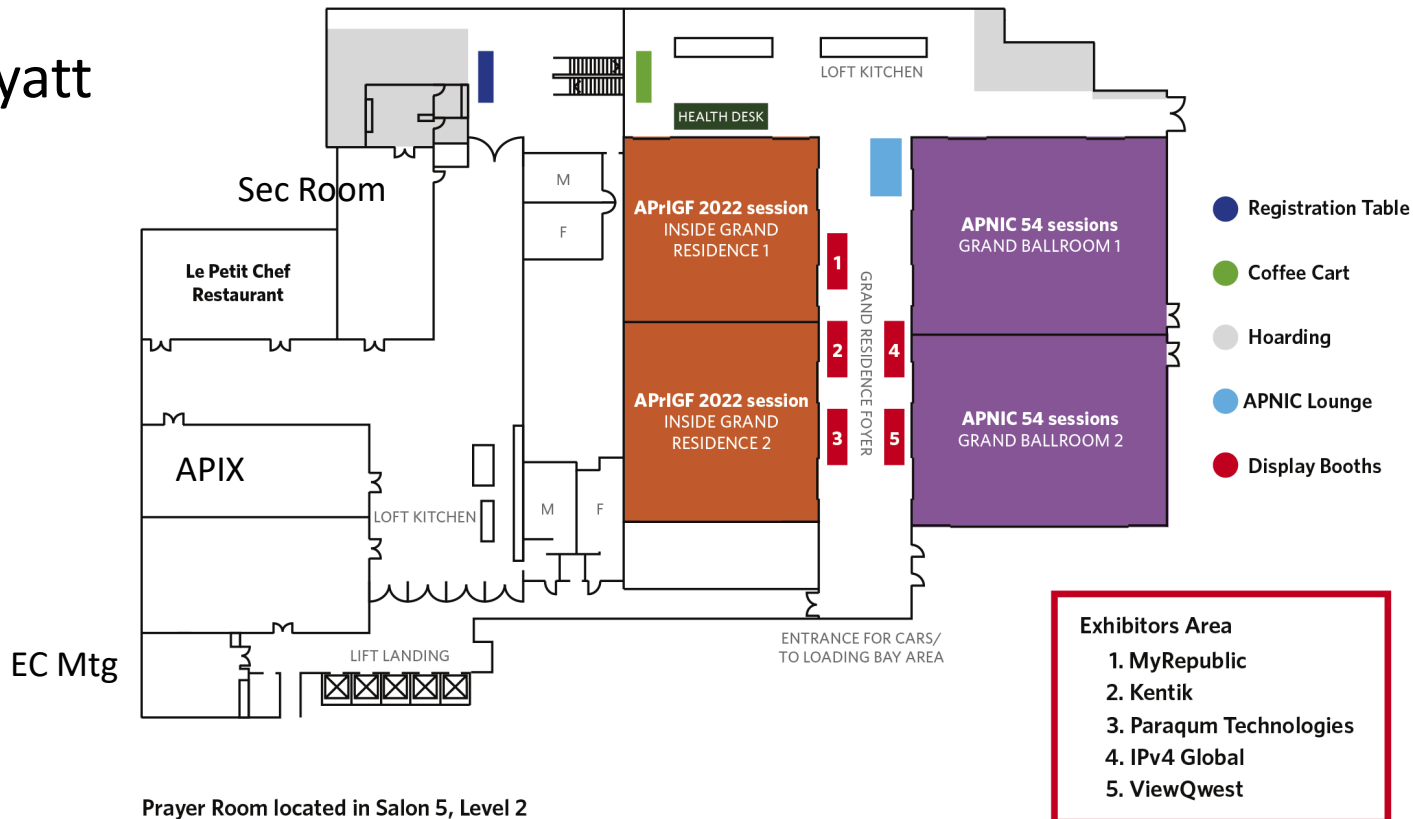 yatt
LOFT KITCHEN
HEALTH DESK
Sec Room
M
F
APrIGF 2022 session
INSIDE GRAND
RESIDENCE 1
APNIC 54 sessions
GRAND BALLROOM 1
Registration Table
Coffee Cart
Hoarding
APNIC Lounge
Display Booths
Le Petit Chef
Restaurant
1
2
3
4
5
GRAND RESIDENCE FOYER
APrIGF 2022 session
INSIDE GRAND
RESIDENCE 2
APNIC 54 sessions
GRAND BALLROOM 2
APIX
LOFT KITCHEN
M
F
EC Mtg
LIFT LANDING
ENTRANCE FOR CARS/
TO LOADING BAY AREA
Exhibitors Area
1. MyRepublic
2. Kentik
3. Paraqum Technologies
4. IPv4 Global
5. ViewQwest
Prayer Room located in Salon 5, Level 2